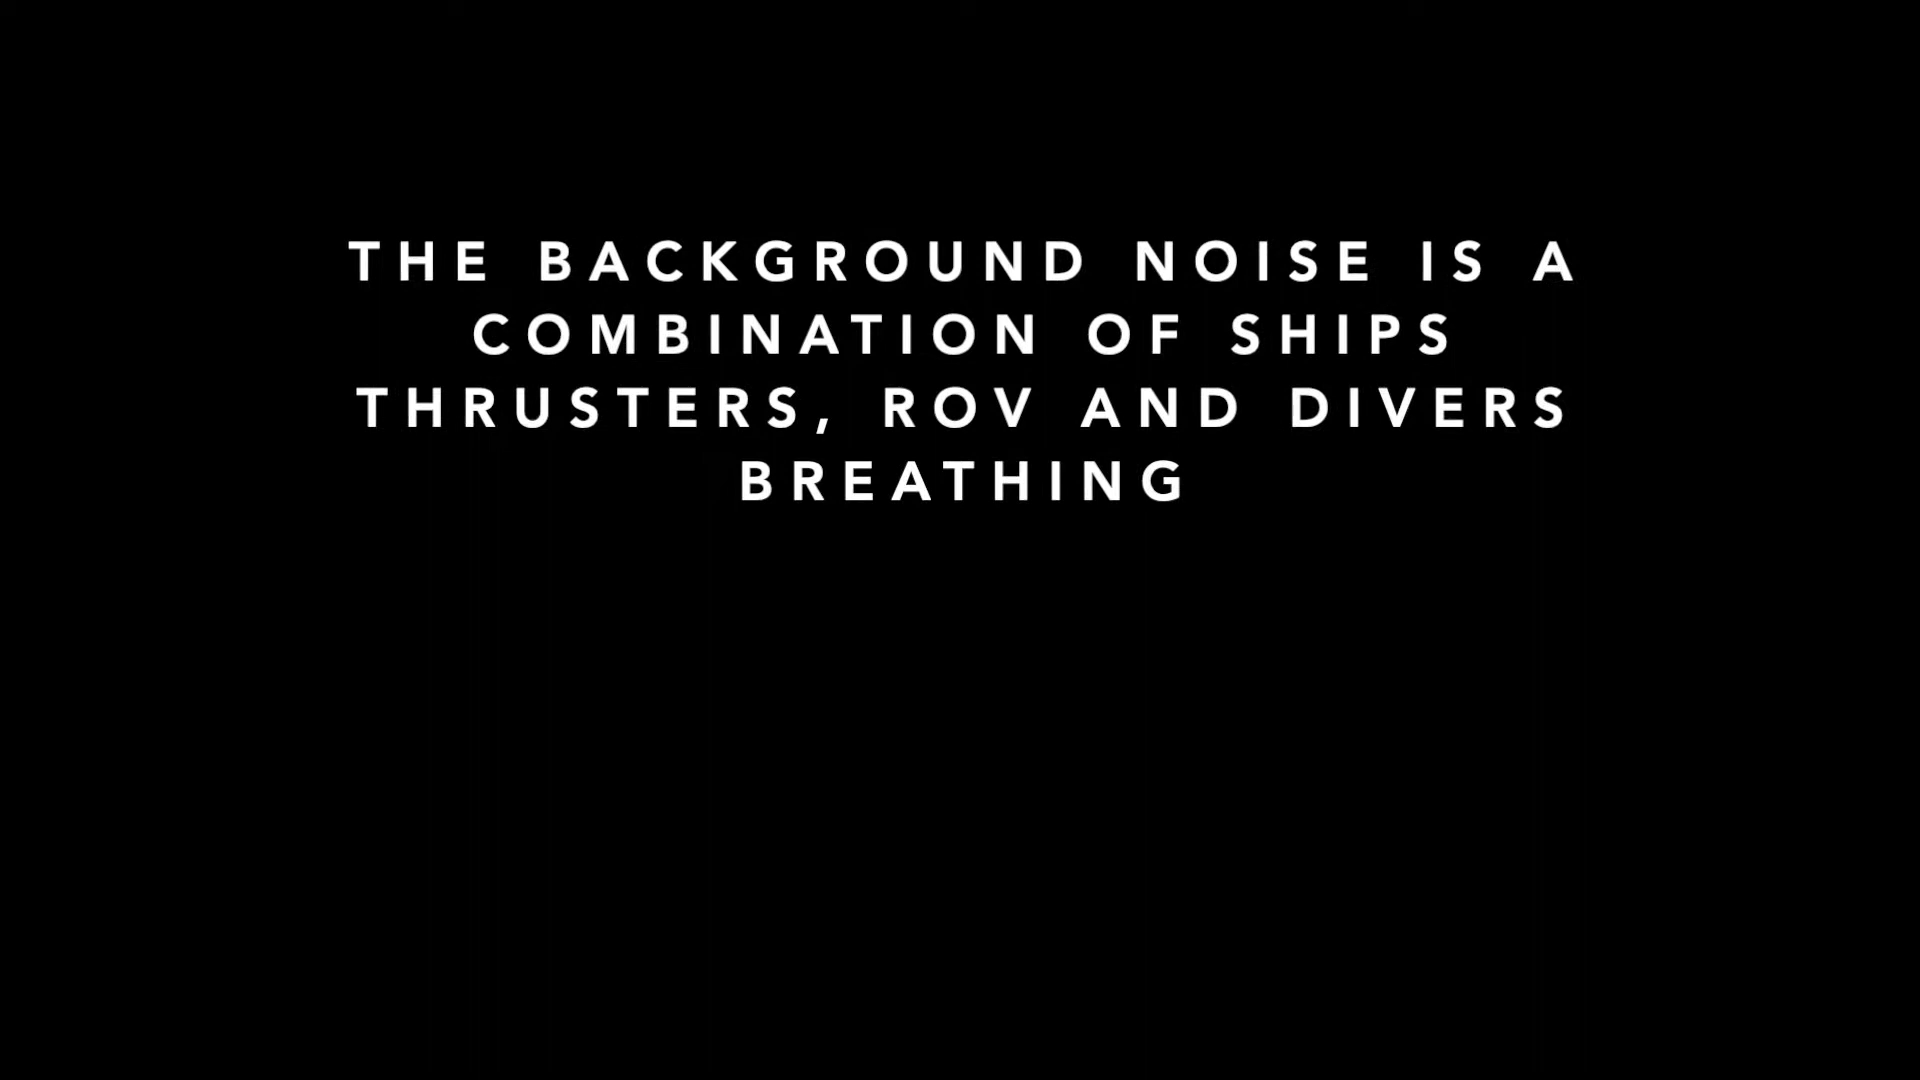 THE BACKGROUND NOISE IS A
COMBINATION OF SHIPS
THRUSTERS, ROV AND DIVERS
BREATHING